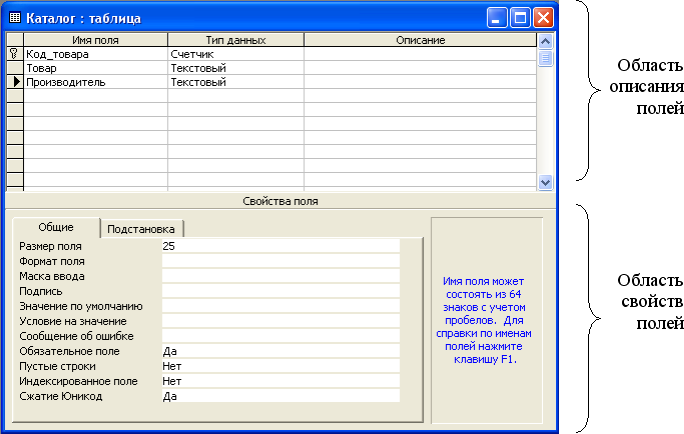 Каталог : таблица
Имя поля Тип данных Описание
Код_товара Счетчик
Товар Текстовый
Производитель Текстовый
Область
описания
полей
Свойства поля
Общие Подстановка
Размер поля 25
Формат поля
Маска ввода
Подпись
Значение по умолчанию
Условие на значение
Сообщение об ошибке
Обязательное поле Да
Пустые строки Нет
Индексированное поле Нет
Сжатие Юникод Да
Имя поля может
состоять из 64
знаков с учетом
пробелов. Для
справки по именам
полей нажмите
клавишу F1.
Область
свойств
полей